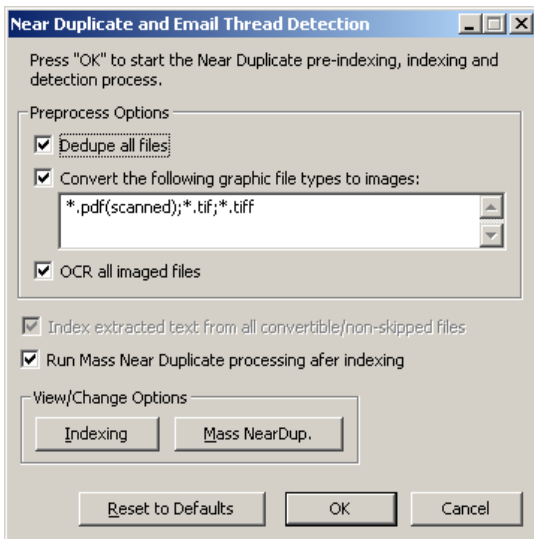 Near Duplicate and Email Thread Detection
Press "OK" to start the Near Duplicate pre-indexing, indexing and
detection process.
Preprocess Options
Dedupe all files
Convert the following graphic file types to images:
*.pdf(scanned);*.tif;*.tiff
OCR all imaged files
Index extracted text from all convertible/non-skipped files
Run Mass Near Duplicate processing afer indexing
View/Change Options
Indexing
Mass NearDup.
Reset to Defaults
OK
Cancel